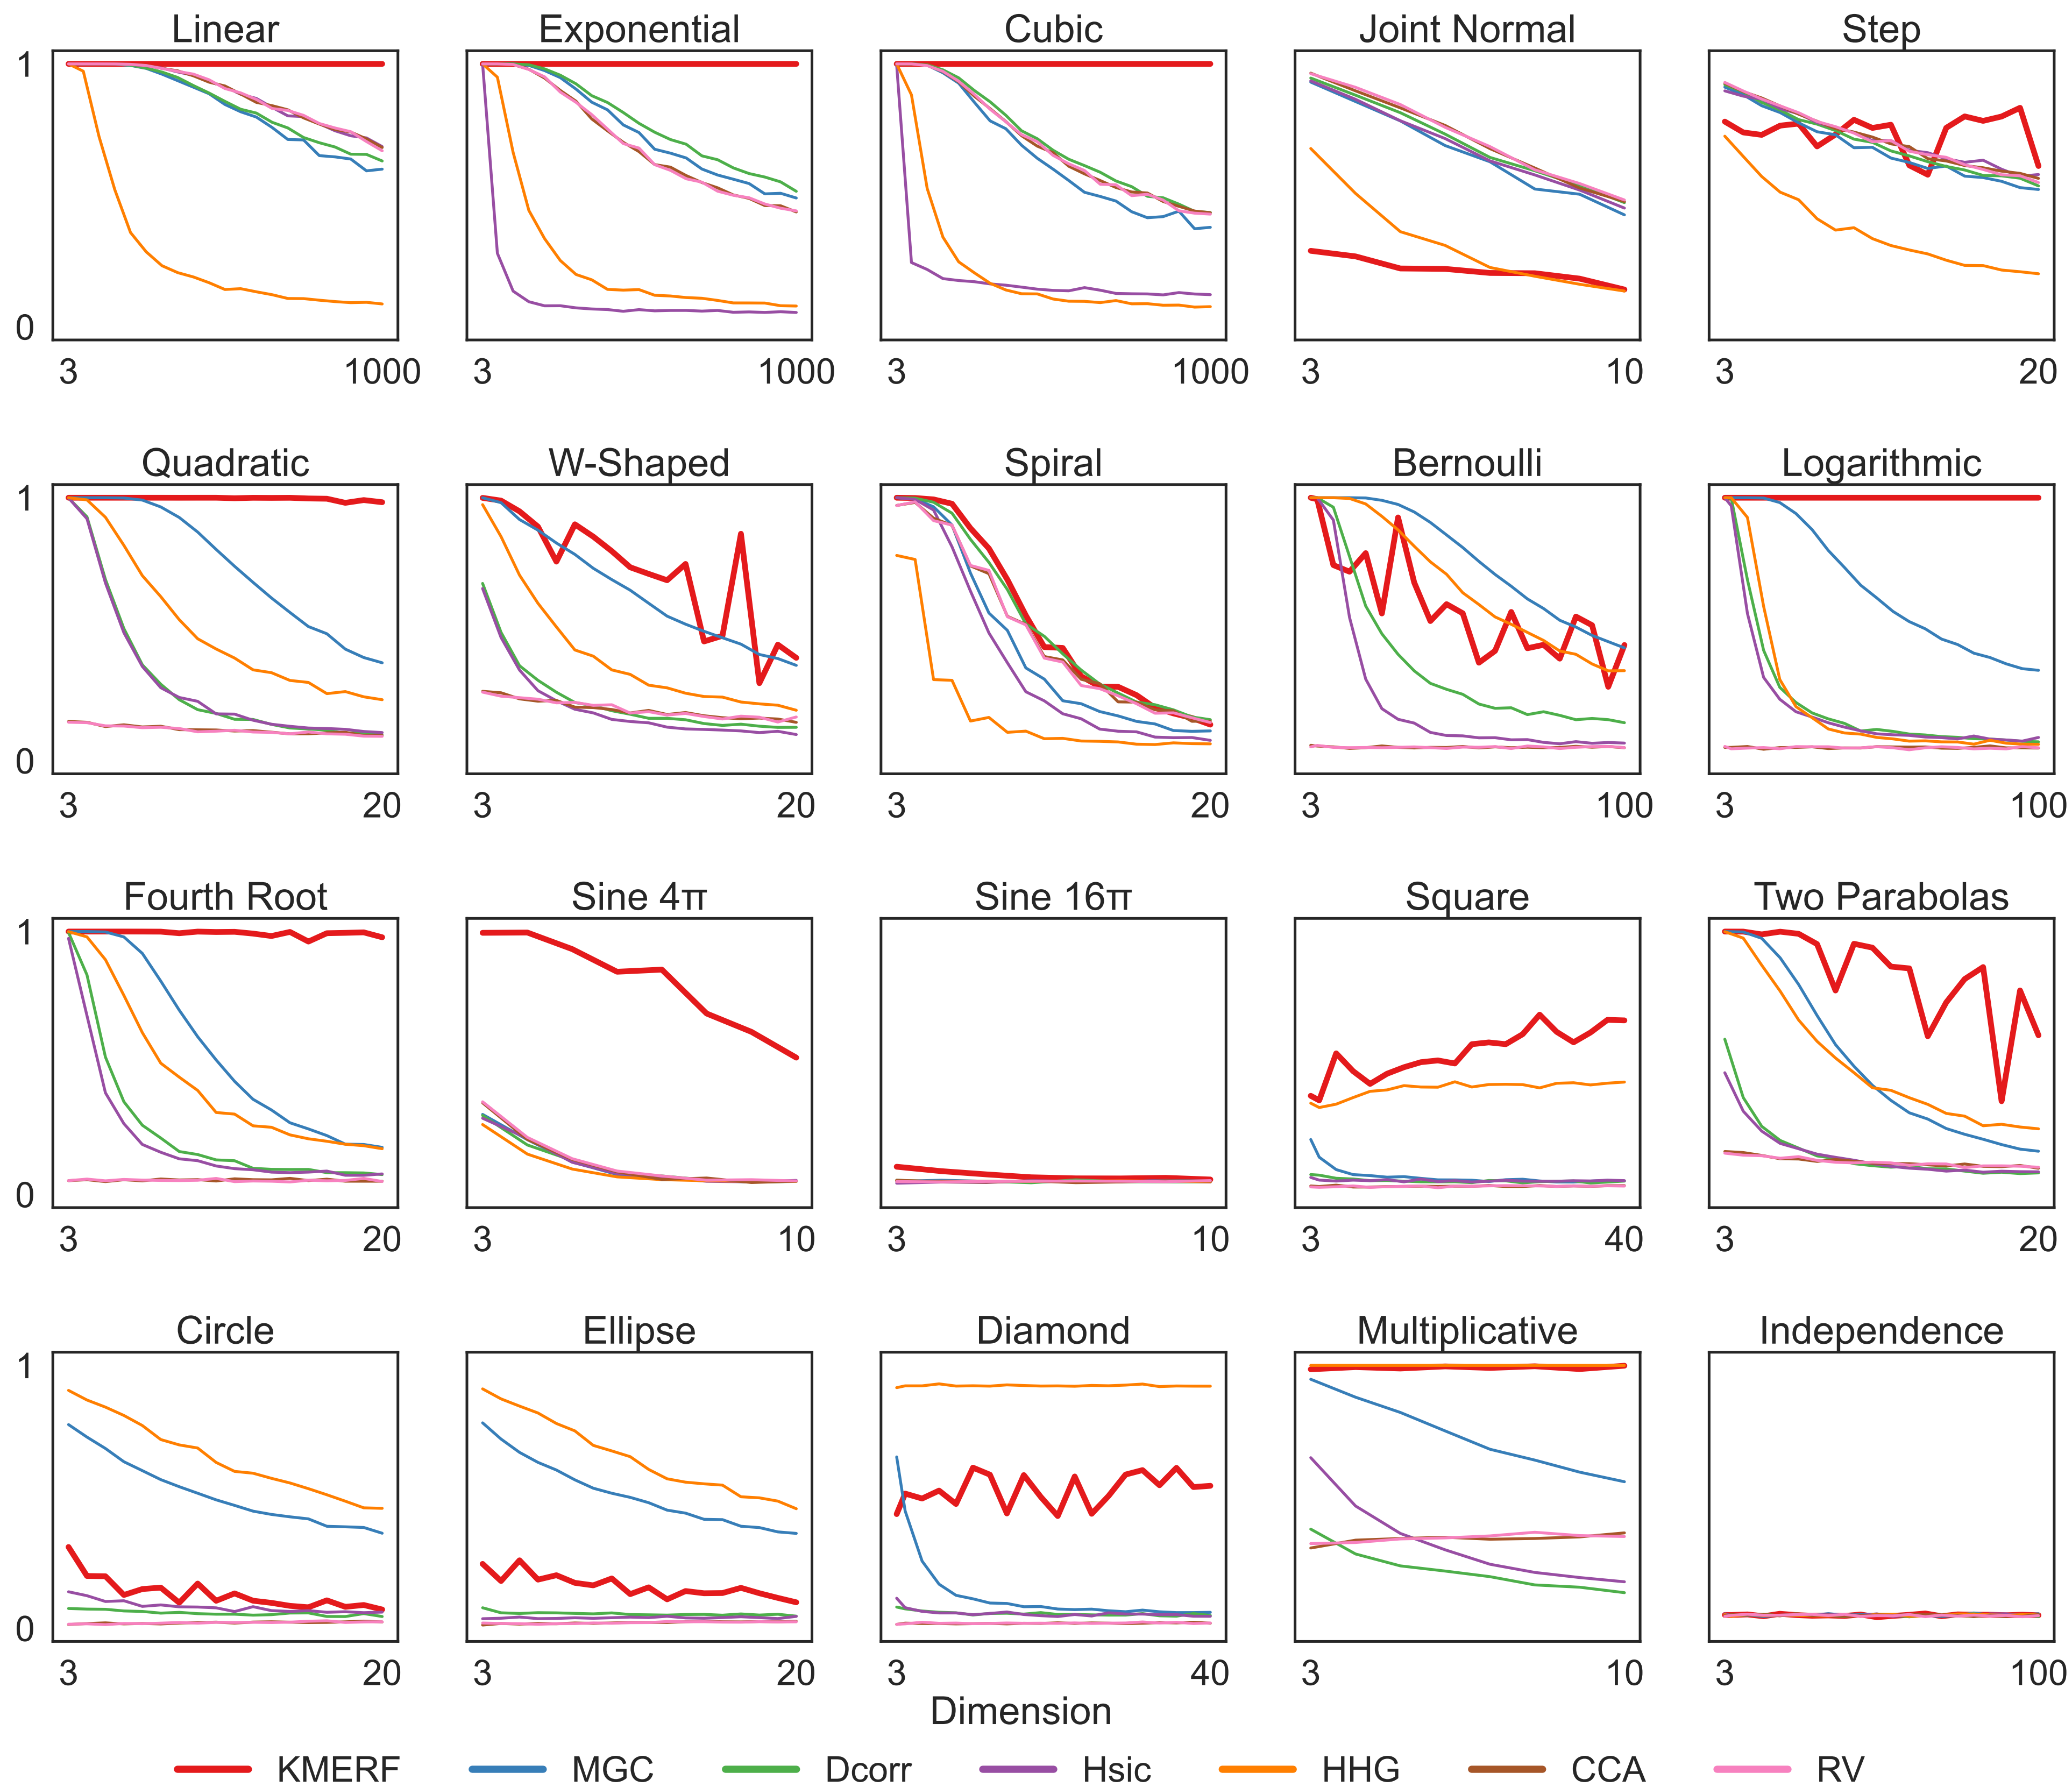 Linear Exponential Cubic Joint Normal Step
1
0
3 1000 3 1000 3 1000 3 10 3 20
Quadratic W-Shaped Spiral Bernoulli Logarithmic
1
0
3 20 3 20 3 20 3 100 3 100
Fourth Root Sine 4π Sine 16π Square Two Parabolas
1
0
3 20 3 10 3 10 3 40 3 20
Circle Ellipse Diamond Multiplicative Independence
1
0
3 20 3 20 3 40 3 10 3 100
Dimension
KMERF MGC Dcorr Hsic HHG CCA RV